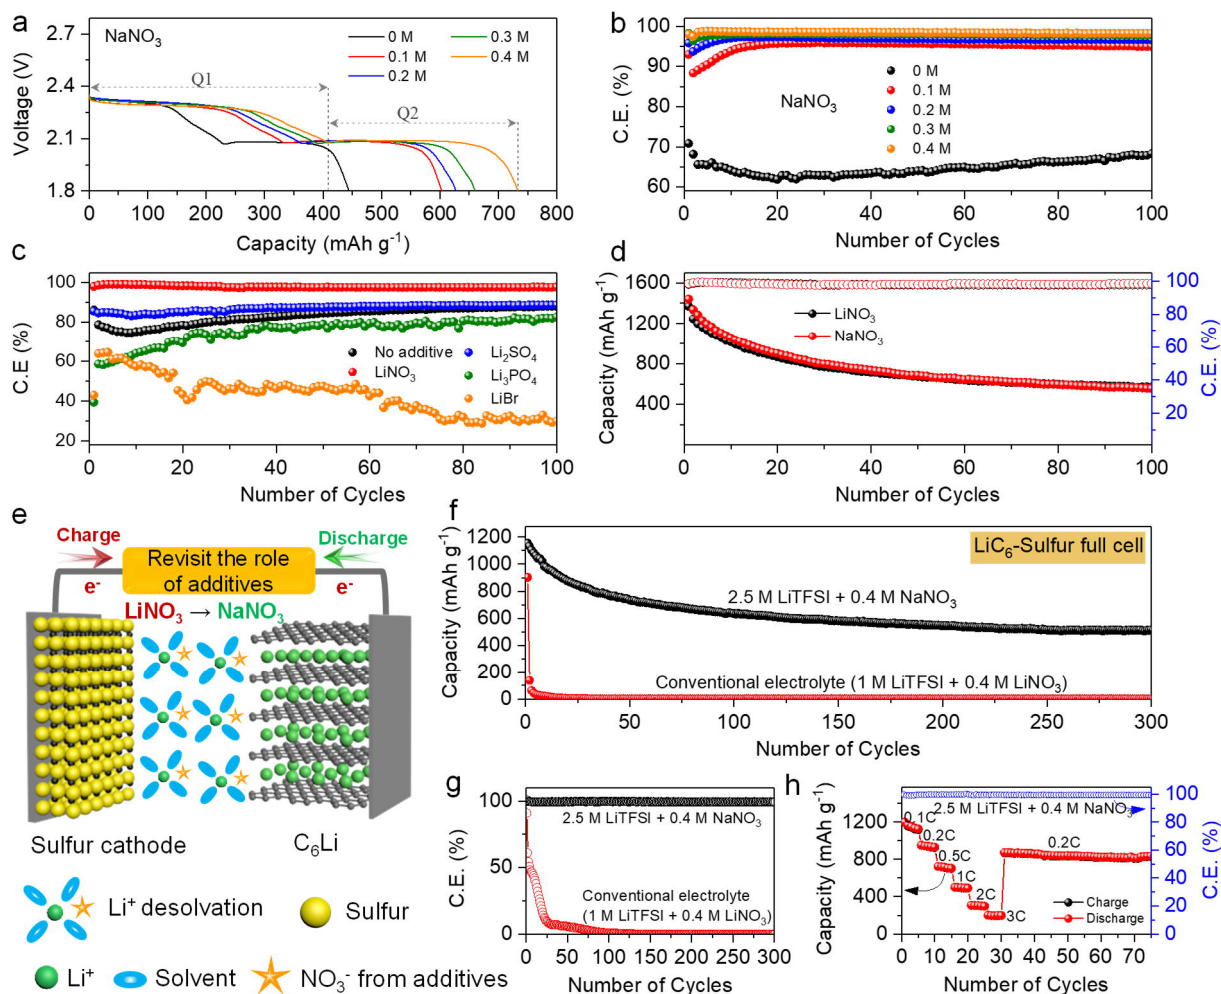 a
NaNO₃
0 M
0.1 M
0.2 M
0.3 M
0.4 M
Q1
Q2
Voltage (V)
2.7
2.4
2.1
1.8
0 100 200 300 400 500 600 700 800
Capacity (mAh g⁻¹)
b
C.E. (%)
100
90
80
70
60
NaNO₃
0 M
0.1 M
0.2 M
0.3 M
0.4 M
0 20 40 60 80 100
Number of Cycles
c
C.E (%)
100
80
60
40
20
No additive
LiNO₃
Li₂SO₄
Li₃PO₄
LiBr
0 20 40 60 80 100
Number of Cycles
d
Capacity (mAh g⁻¹)
1600
1200
800
400
LiNO₃
NaNO₃
100
80
60
40
20
C.E. (%)
0 20 40 60 80 100
Number of Cycles
e
Charge
Discharge
e⁻
Revisit the role
of additives
e⁻
LiNO₃ → NaNO₃
Sulfur cathode
C₆Li
Li⁺ desolvation
Sulfur
Li⁺
Solvent
NO₃⁻ from additives
f
Capacity (mAh g⁻¹)
1200
1000
800
600
400
200
0
LiC₆-Sulfur full cell
2.5 M LiTFSI + 0.4 M NaNO₃
Conventional electrolyte (1 M LiTFSI + 0.4 M LiNO₃)
50 100 150 200 250 300
Number of Cycles
g
C.E. (%)
100
50
0
2.5 M LiTFSI + 0.4 M NaNO₃
Conventional electrolyte
(1 M LiTFSI + 0.4 M LiNO₃)
0 50 100 150 200 250 300
Number of Cycles
h
Capacity (mAh g⁻¹)
1200
800
400
0
2.5 M LiTFSI + 0.4 M NaNO₃
0.1C
0.2C
0.5C
1C
2C
3C
0.2C
Charge
Discharge
100
80
60
40
20
0
C.E. (%)
0 10 20 30 40 50 60 70
Number of Cycles